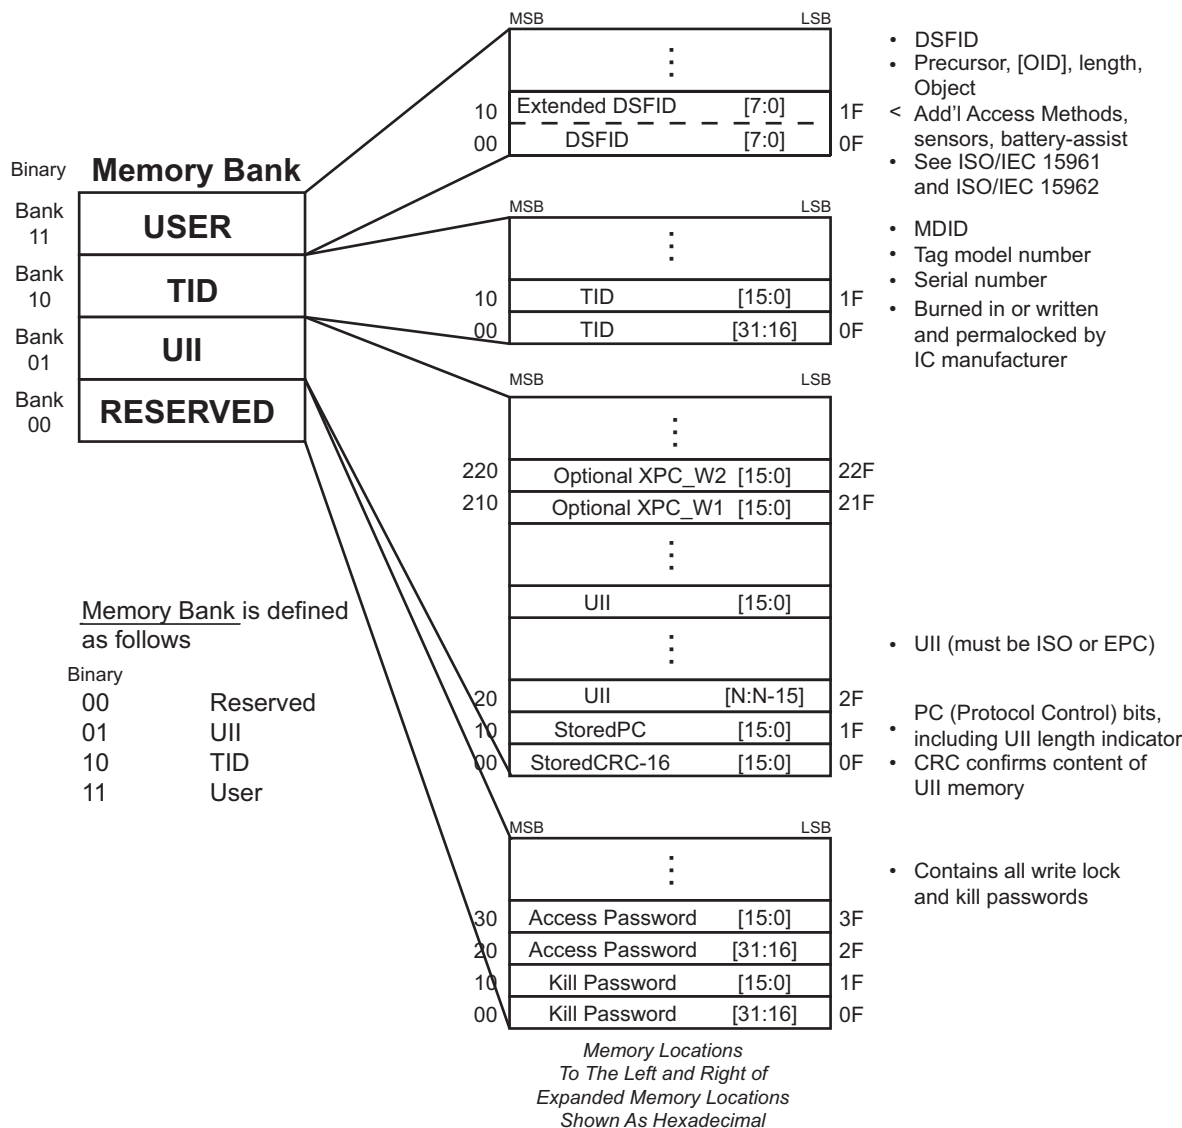 Binary Memory Bank
Bank 11 USER
Bank 10 TID
Bank 01 UII
Bank 00 RESERVED
Memory Bank is defined
as follows
Binary
00 Reserved
01 UII
10 TID
11 User
MSB LSB
⋮
10 Extended DSFID [7:0] 1F
00 DSFID [7:0] 0F
• DSFID
• Precursor, [OID], length,
Object
< Add’l Access Methods,
sensors, battery-assist
• See ISO/IEC 15961
and ISO/IEC 15962
MSB LSB
⋮
10 TID [15:0] 1F
00 TID [31:16] 0F
• MDID
• Tag model number
• Serial number
• Burned in or written
and permalocked by
IC manufacturer
MSB LSB
⋮
220 Optional XPC_W2 [15:0] 22F
210 Optional XPC_W1 [15:0] 21F
⋮
UII [15:0]
⋮
20 UII [N:N-15] 2F
10 StoredPC [15:0] 1F
00 StoredCRC-16 [15:0] 0F
• UII (must be ISO or EPC)
• PC (Protocol Control) bits,
including UII length indicator
• CRC confirms content of
UII memory
MSB LSB
⋮
30 Access Password [15:0] 3F
20 Access Password [31:16] 2F
10 Kill Password [15:0] 1F
00 Kill Password [31:16] 0F
• Contains all write lock
and kill passwords
Memory Locations
To The Left and Right of
Expanded Memory Locations
Shown As Hexadecimal